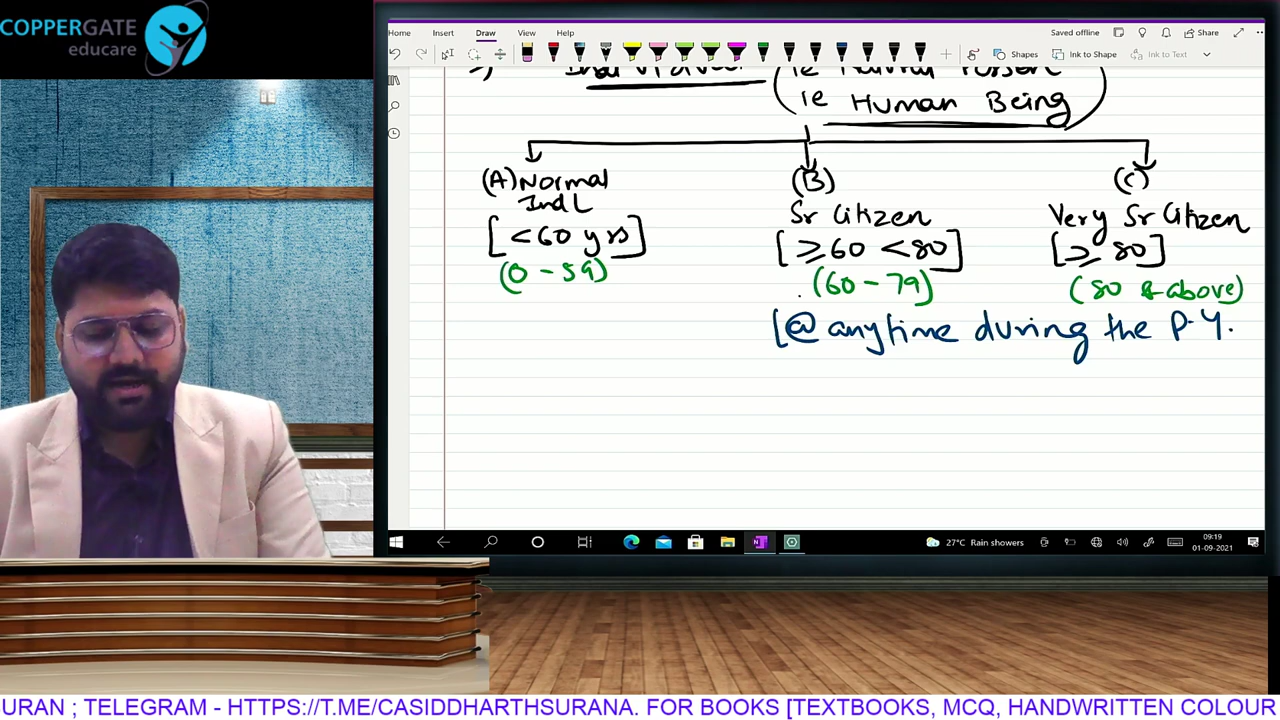 COPPERGATE
educare
Home Insert Draw View Help
Saved offline
Share
Shapes
Ink to Shape
Ink to Text
(ie Natural Person
ie Human Being)
(A) Normal
Indl
[<60 yrs]
(0 - 59)
(B)
Sr Citizen
[≥60 <80]
(60 - 79)
(C)
Very Sr Citizen
[≥ 80]
(80 & above)
[@ anytime during the P.Y.
27°C Rain showers
09:19
01-09-2021
URAN ; TELEGRAM - HTTPS://T.ME/CASIDDHARTHSURANA. FOR BOOKS [TEXTBOOKS, MCQ, HANDWRITTEN COLOUR